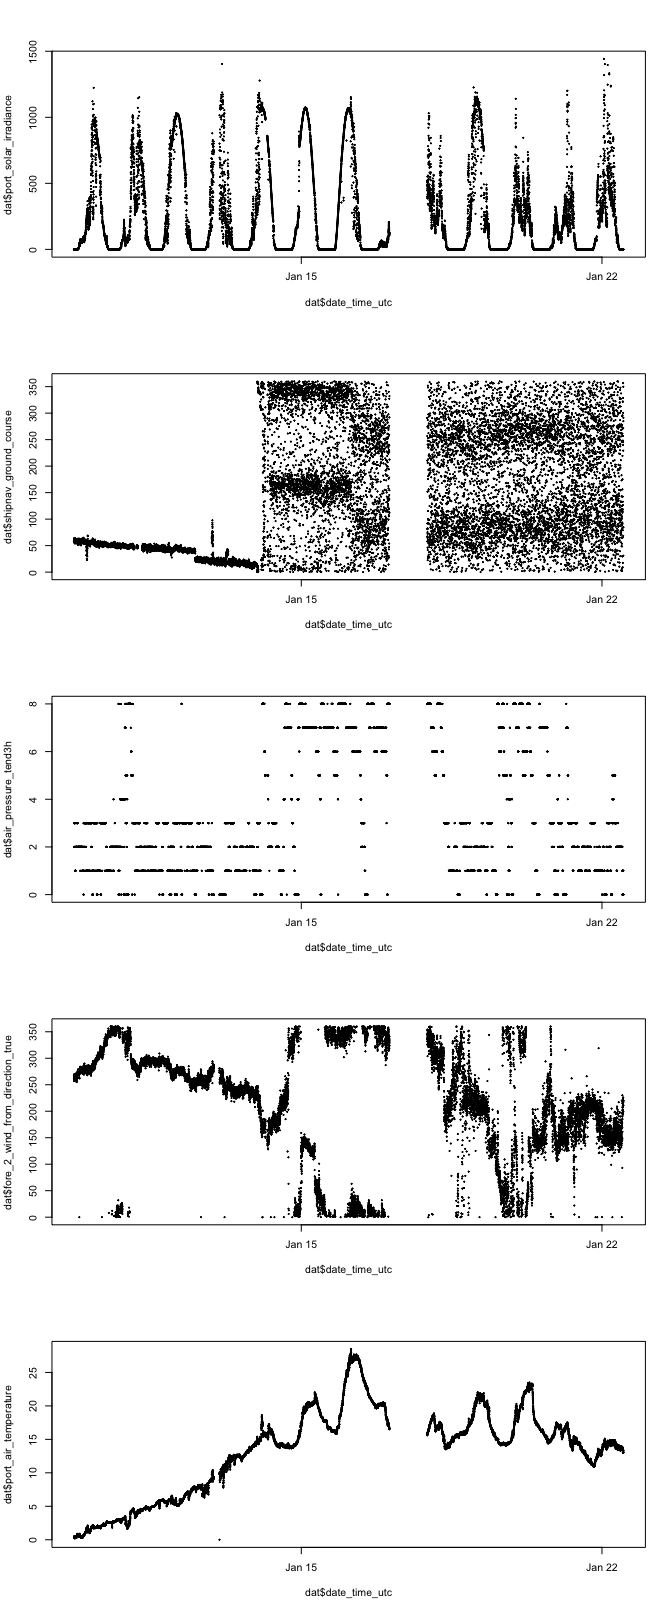 1500
1000
500
0
dat$port_solar_irradiance
Jan 15 Jan 22
dat$date_time_utc
350
300
250
200
150
100
50
0
dat$shipnav_ground_course
Jan 15 Jan 22
dat$date_time_utc
8
6
4
2
0
dat$air_pressure_tend3h
Jan 15 Jan 22
dat$date_time_utc
350
300
250
200
150
100
50
0
dat$fore_2_wind_from_direction_true
Jan 15 Jan 22
dat$date_time_utc
25
20
15
10
5
0
dat$port_air_temperature
Jan 15 Jan 22
dat$date_time_utc